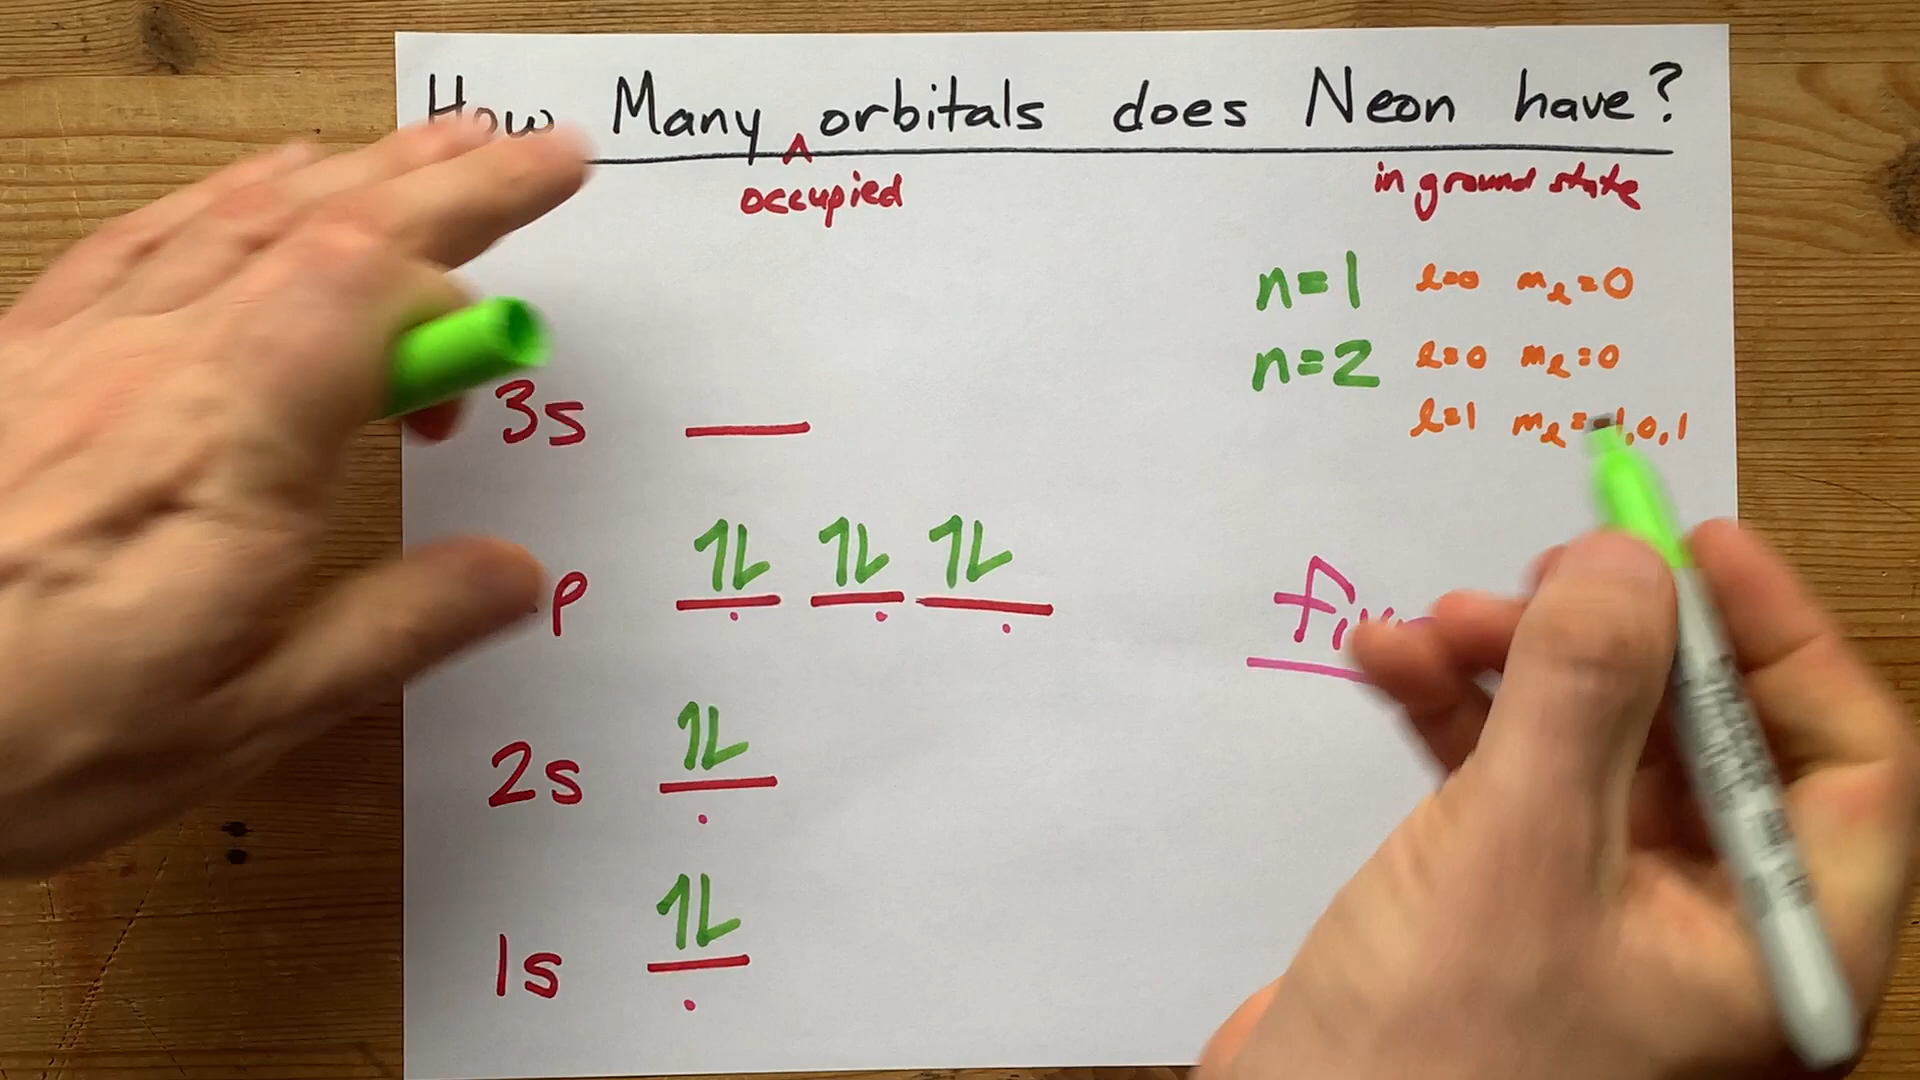 How Many ^ orbitals does Neon have?
occupied
in ground state
n=1 l=0 mₗ=0
n=2 l=0 mₗ=0
l=1 mₗ=-1,0,1
3s
1↿⇂
p ↿⇂ ↿⇂ ↿⇂
2s ↿⇂
1s ↿⇂